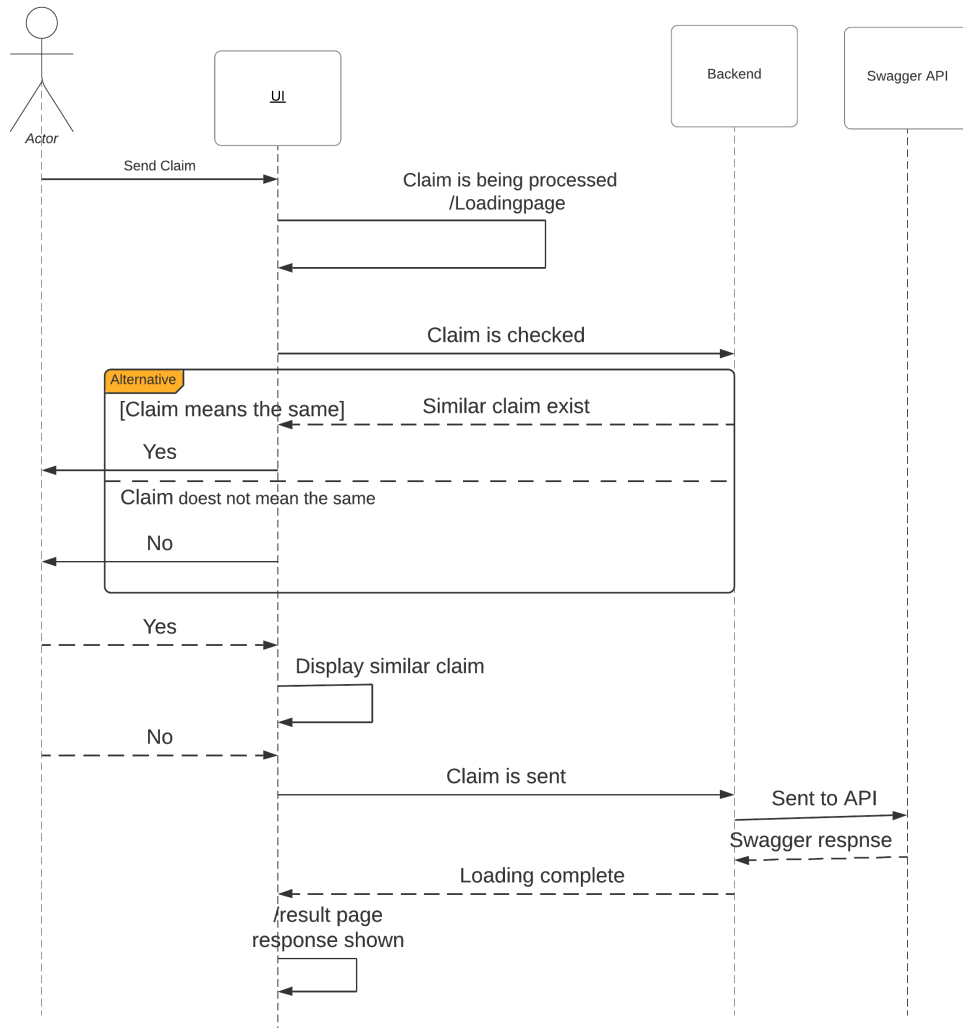 Backend
Swagger API
UI
Actor
Send Claim
Claim is being processed
/Loadingpage
Claim is checked
Alternative
[Claim means the same]
Similar claim exist
Yes
Claim doest not mean the same
No
Yes
Display similar claim
No
Claim is sent
Sent to API
Swagger respnse
Loading complete
/result page
response shown